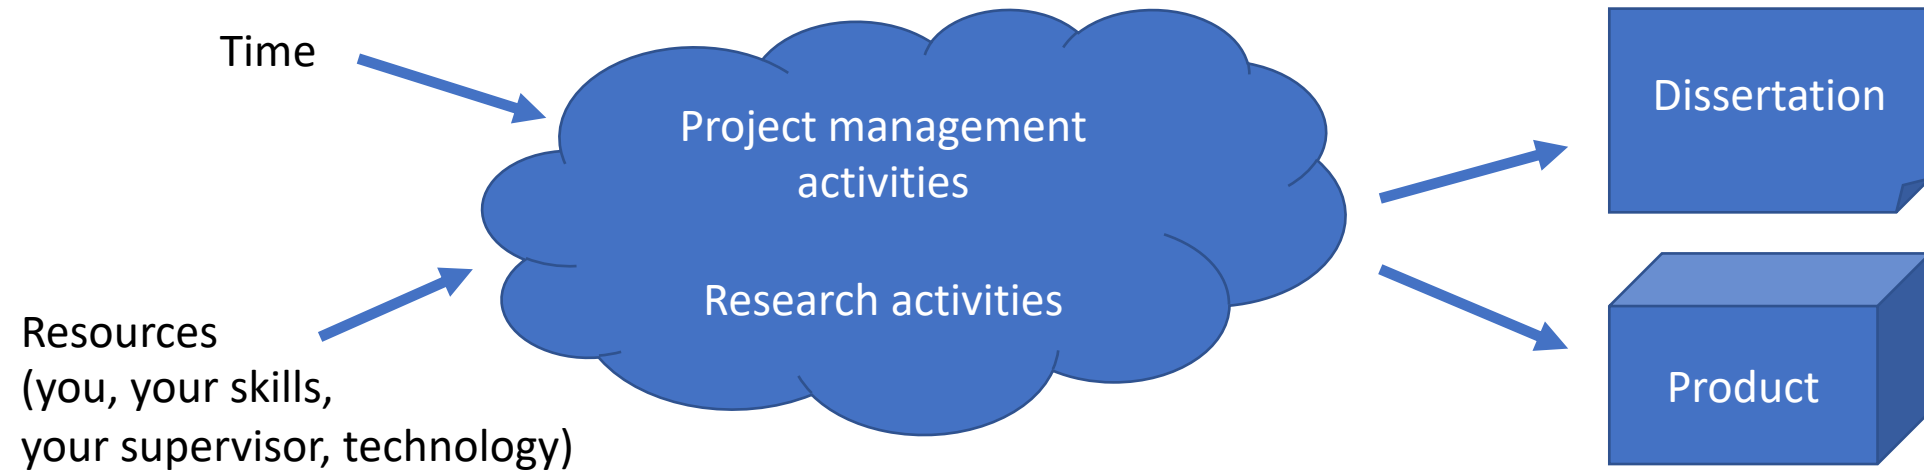 Time
Project management
activities
Research activities
Resources
(you, your skills,
your supervisor, technology)
Dissertation
Product